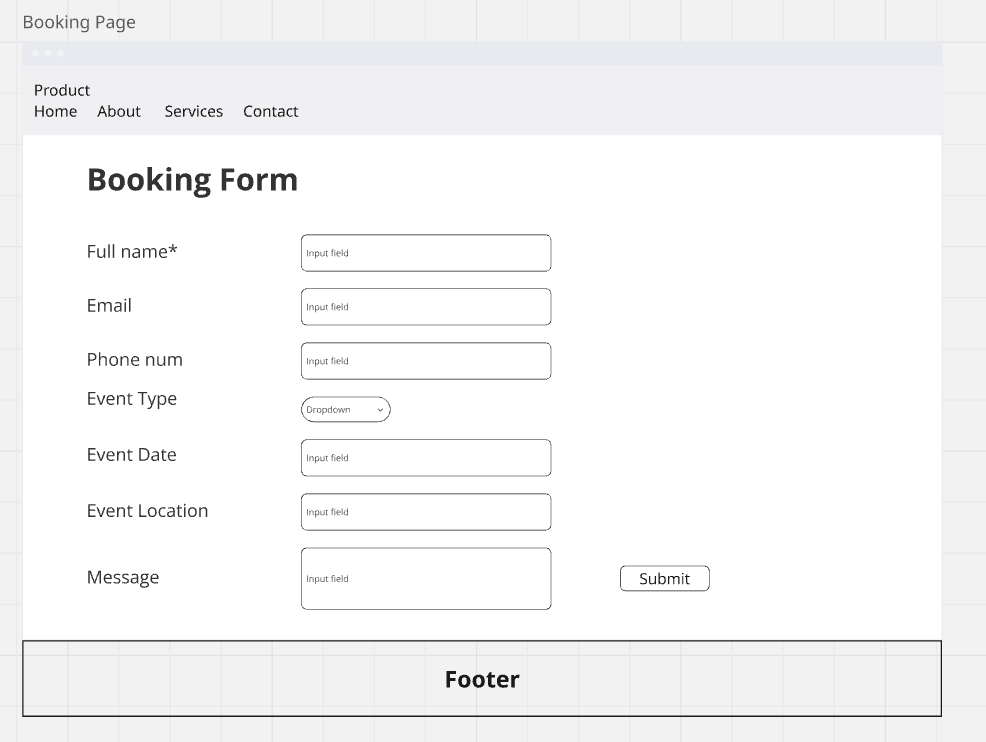 Booking Page
Product
Home About Services Contact
Booking Form
Full name* Input field
Email Input field
Phone num Input field
Event Type Dropdown
Event Date Input field
Event Location Input field
Message Input field Submit
Footer